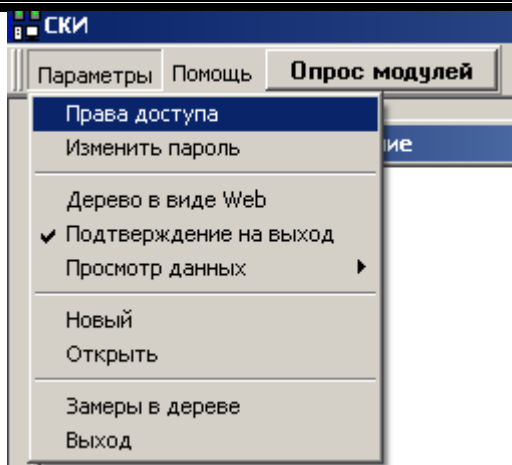 СКИ
Параметры Помощь Опрос модулей
Права доступа
Изменить пароль
ие
Дерево в виде Web
Подтверждение на выход
Просмотр данных
Новый
Открыть
Замеры в дереве
Выход